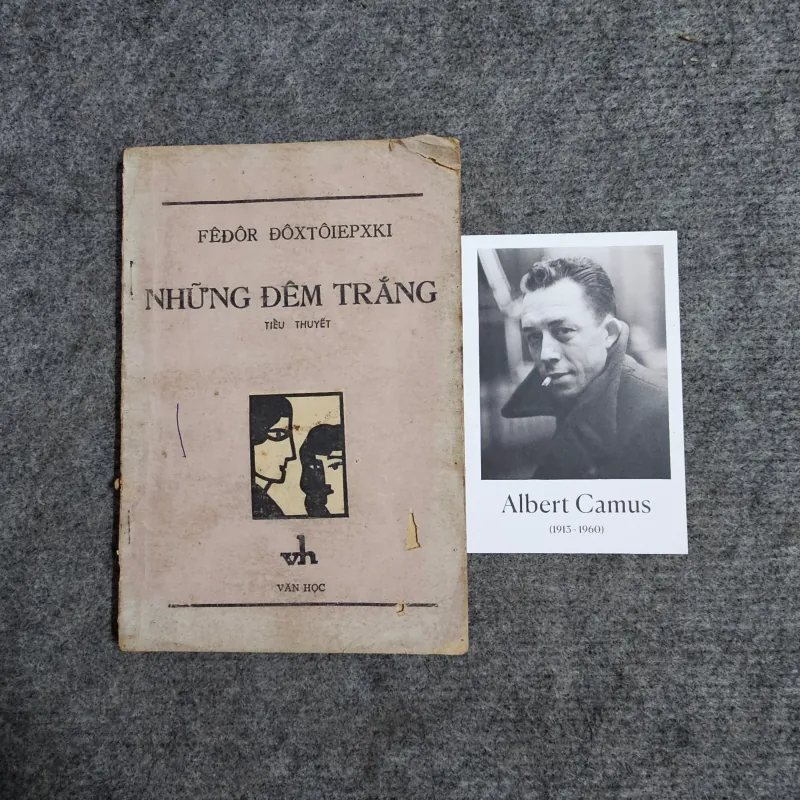 FÊĐÔR ĐÔXTÔIEPXKI
NHỮNG ĐÊM TRẮNG
TIỂU THUYẾT
vh
VĂN HỌC
Albert Camus
(1913 - 1960)